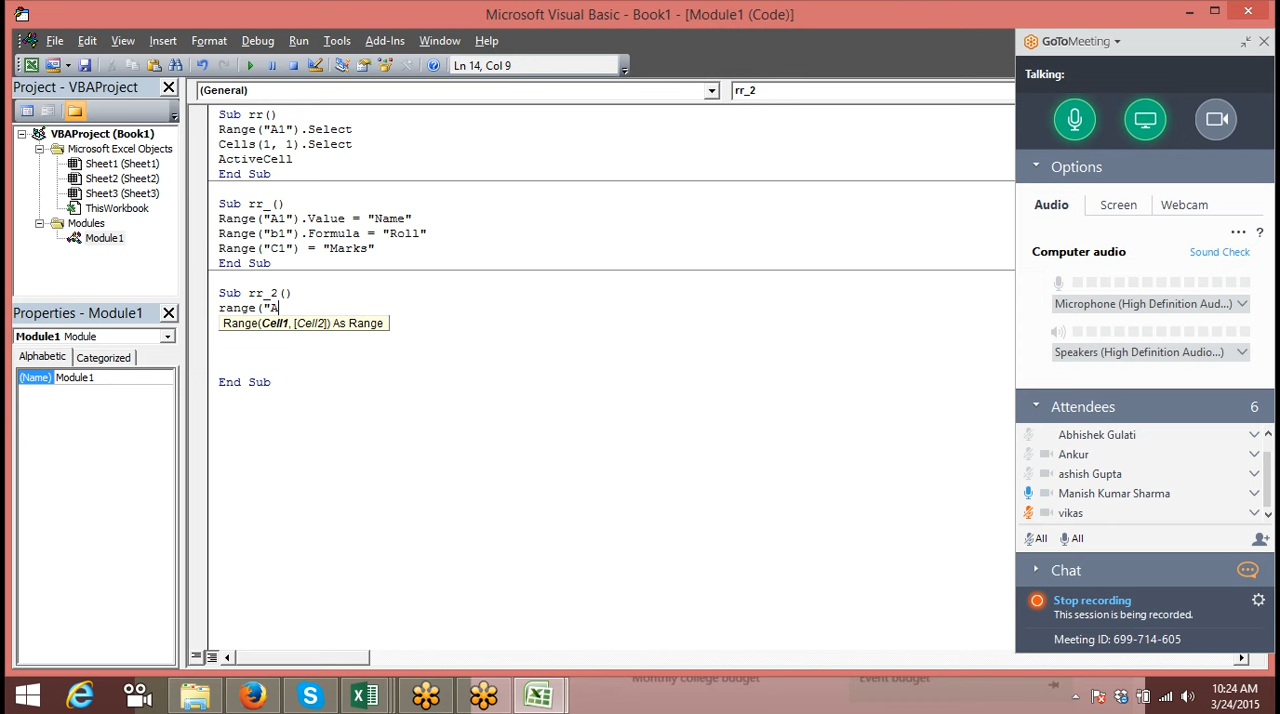 Microsoft Visual Basic - Book1 - [Module1 (Code)]
File Edit View Insert Format Debug Run Tools Add-Ins Window Help
Ln 14, Col 9
Project - VBAProject
(General)
rr_2
VBAProject (Book1)
Microsoft Excel Objects
Sheet1 (Sheet1)
Sheet2 (Sheet2)
Sheet3 (Sheet3)
ThisWorkbook
Modules
Module1
Properties - Module1
Module1 Module
Alphabetic Categorized
(Name) Module1
Sub rr()
Range("A1").Select
Cells(1, 1).Select
ActiveCell
End Sub
Sub rr_()
Range("A1").Value = "Name"
Range("b1").Formula = "Roll"
Range("C1") = "Marks"
End Sub
Sub rr_2()
range("A
Range(Cell1, [Cell2]) As Range
End Sub
GoToMeeting
Talking:
Options
Audio Screen Webcam
... ?
Computer audio Sound Check
Microphone (High Definition Aud...)
Speakers (High Definition Audio...)
Attendees 6
Abhishek Gulati
Ankur
ashish Gupta
Manish Kumar Sharma
vikas
All All
Chat
Stop recording
This session is being recorded.
Meeting ID: 699-714-605
Monthly college budget
Event budget
10:24 AM
3/24/2015